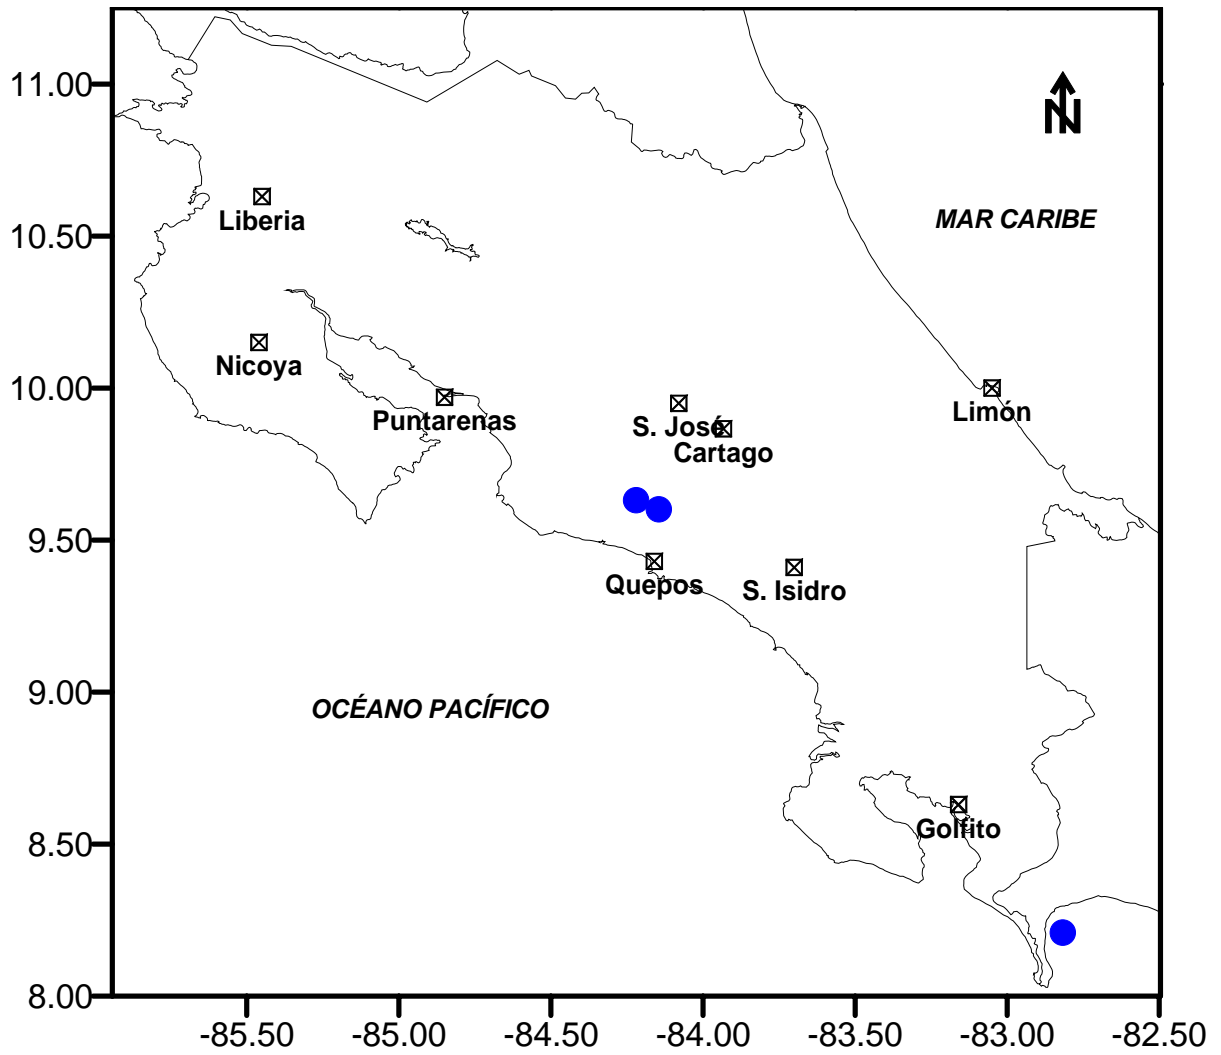 11.00
N
MAR CARIBE
Liberia
10.50
Nicoya
10.00
Puntarenas
S. José
Cartago
Limón
9.50
Quepos
S. Isidro
9.00
OCÉANO PACÍFICO
Golfito
8.50
8.00
-85.50 -85.00 -84.50 -84.00 -83.50 -83.00 -82.50